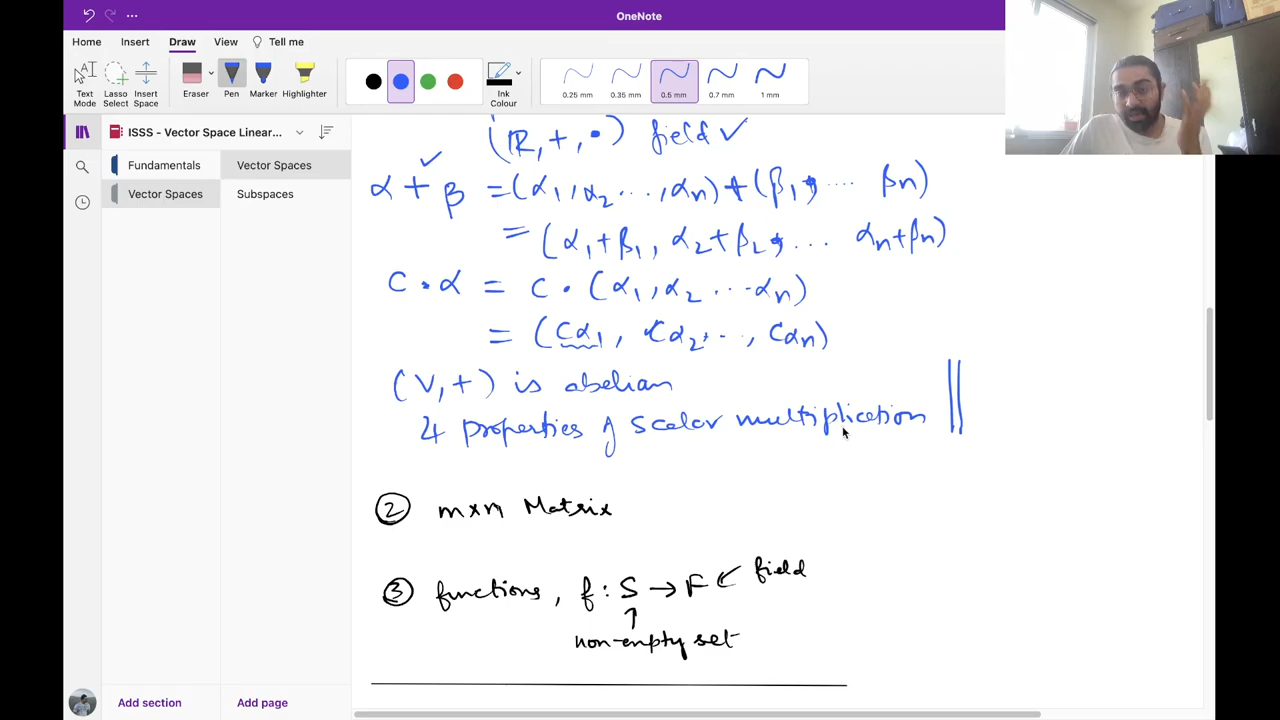 OneNote
Home Insert Draw View Tell me
Text Mode
Lasso Select
Insert Space
Eraser
Pen
Marker
Highlighter
Ink Colour
0.25 mm
0.35 mm
0.5 mm
0.7 mm
1 mm
ISSS - Vector Space Linear...
Fundamentals
Vector Spaces
Vector Spaces
Subspaces
(ℝ, +, •) field ✓
α + β = (α₁, α₂ ..., αₙ) + (β₁, ... βₙ)
= (α₁+β₁, α₂+β₂, ... αₙ+βₙ)
C • α = C • (α₁, α₂ ... αₙ)
= (Cα₁, Cα₂, .., Cαₙ)
(V, +) is abelian
4 properties of scalar multiplication
② m×n Matrix
③ functions, f : S → F ← field
↑
non-empty set
Add section
Add page